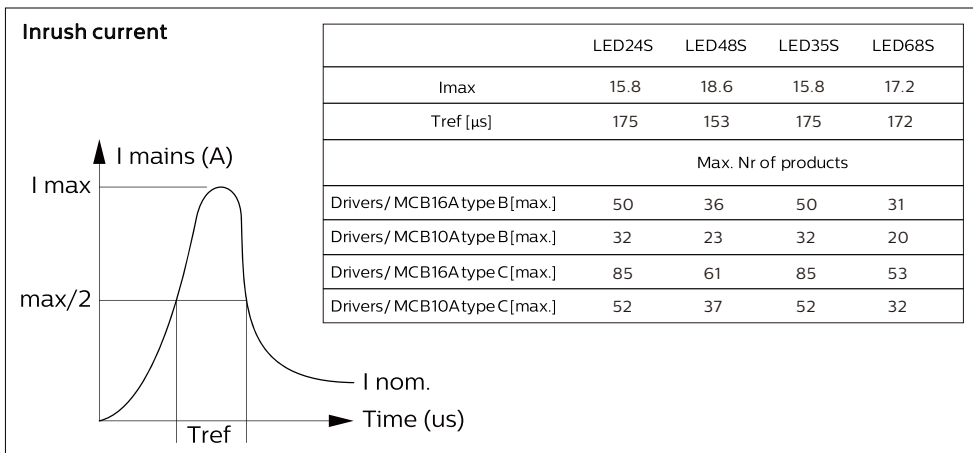 Inrush current
LED24S LED48S LED35S LED68S
Imax 15.8 18.6 15.8 17.2
Tref [µs] 175 153 175 172
Max. Nr of products
Drivers/ MCB16A type B [max.] 50 36 50 31
Drivers/ MCB10A type B [max.] 32 23 32 20
Drivers/ MCB16A type C [max.] 85 61 85 53
Drivers/ MCB10A type C [max.] 52 37 52 32
I mains (A)
I max
max/2
I nom.
Time (us)
Tref